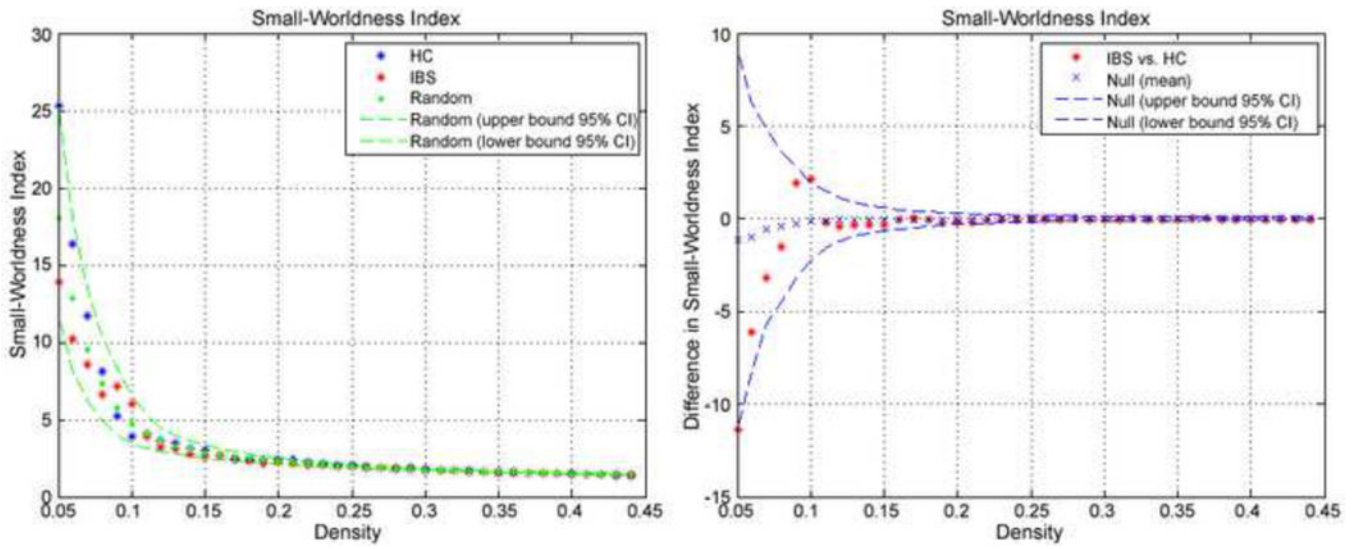 Small-Worldness Index
30
25
20
15
10
5
0
Small-Worldness Index
HC
IBS
Random
Random (upper bound 95% CI)
Random (lower bound 95% CI)
0.05 0.1 0.15 0.2 0.25 0.3 0.35 0.4 0.45
Density
Small-Worldness Index
10
5
0
-5
-10
-15
Difference in Small-Worldness Index
IBS vs. HC
Null (mean)
Null (upper bound 95% CI)
Null (lower bound 95% CI)
0.05 0.1 0.15 0.2 0.25 0.3 0.35 0.4 0.45
Density